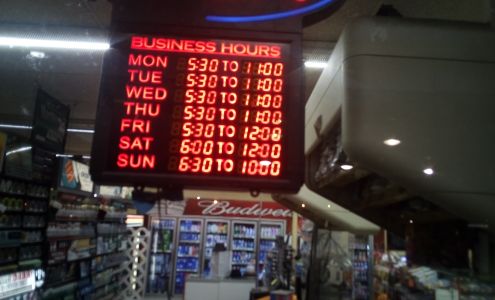 BUSINESS HOURS
MON 5:30 TO 11:00
TUE 5:30 TO 11:00
WED 5:30 TO 11:00
THU 5:30 TO 11:00
FRI 5:30 TO 12:00
SAT 6:00 TO 12:00
SUN 6:30 TO 10:00
Budweiser